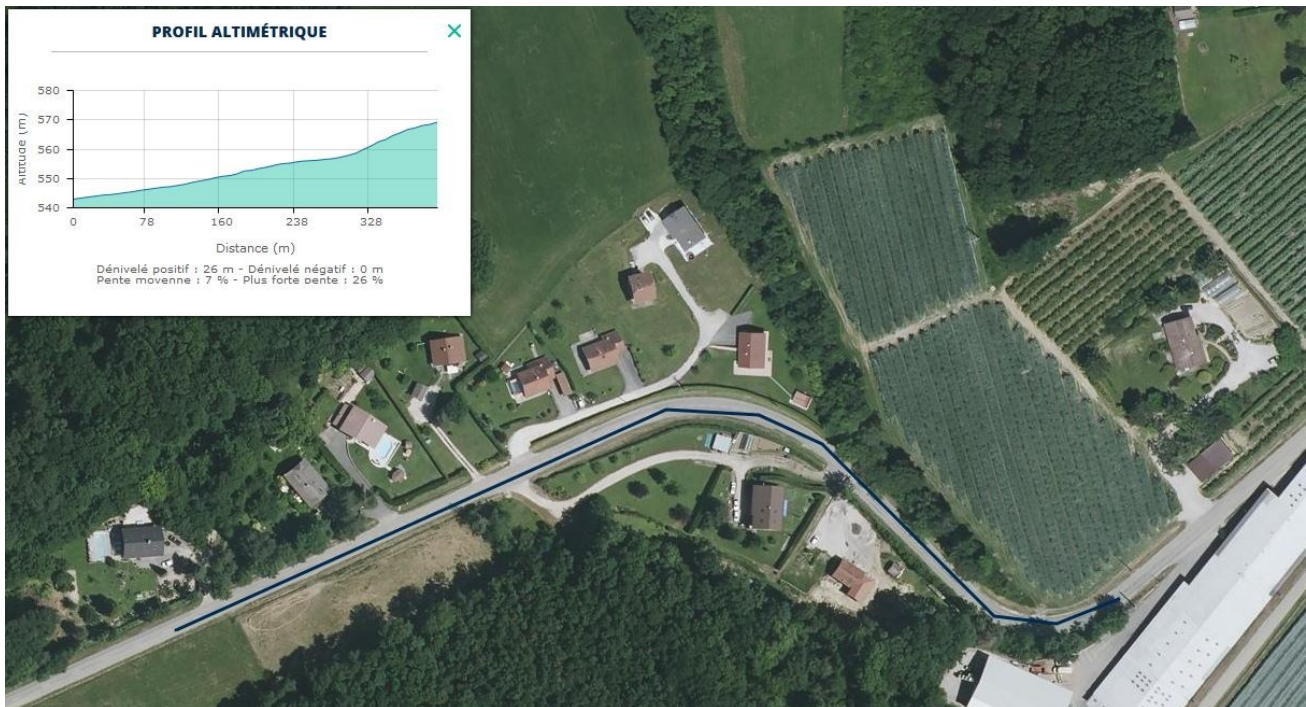 PROFIL ALTIMÉTRIQUE
580
570
560
550
540
Altitude (m)
0 78 160 238 328
Distance (m)
Dénivelé positif : 26 m - Dénivelé négatif : 0 m
Pente moyenne : 7 % - Plus forte pente : 26 %